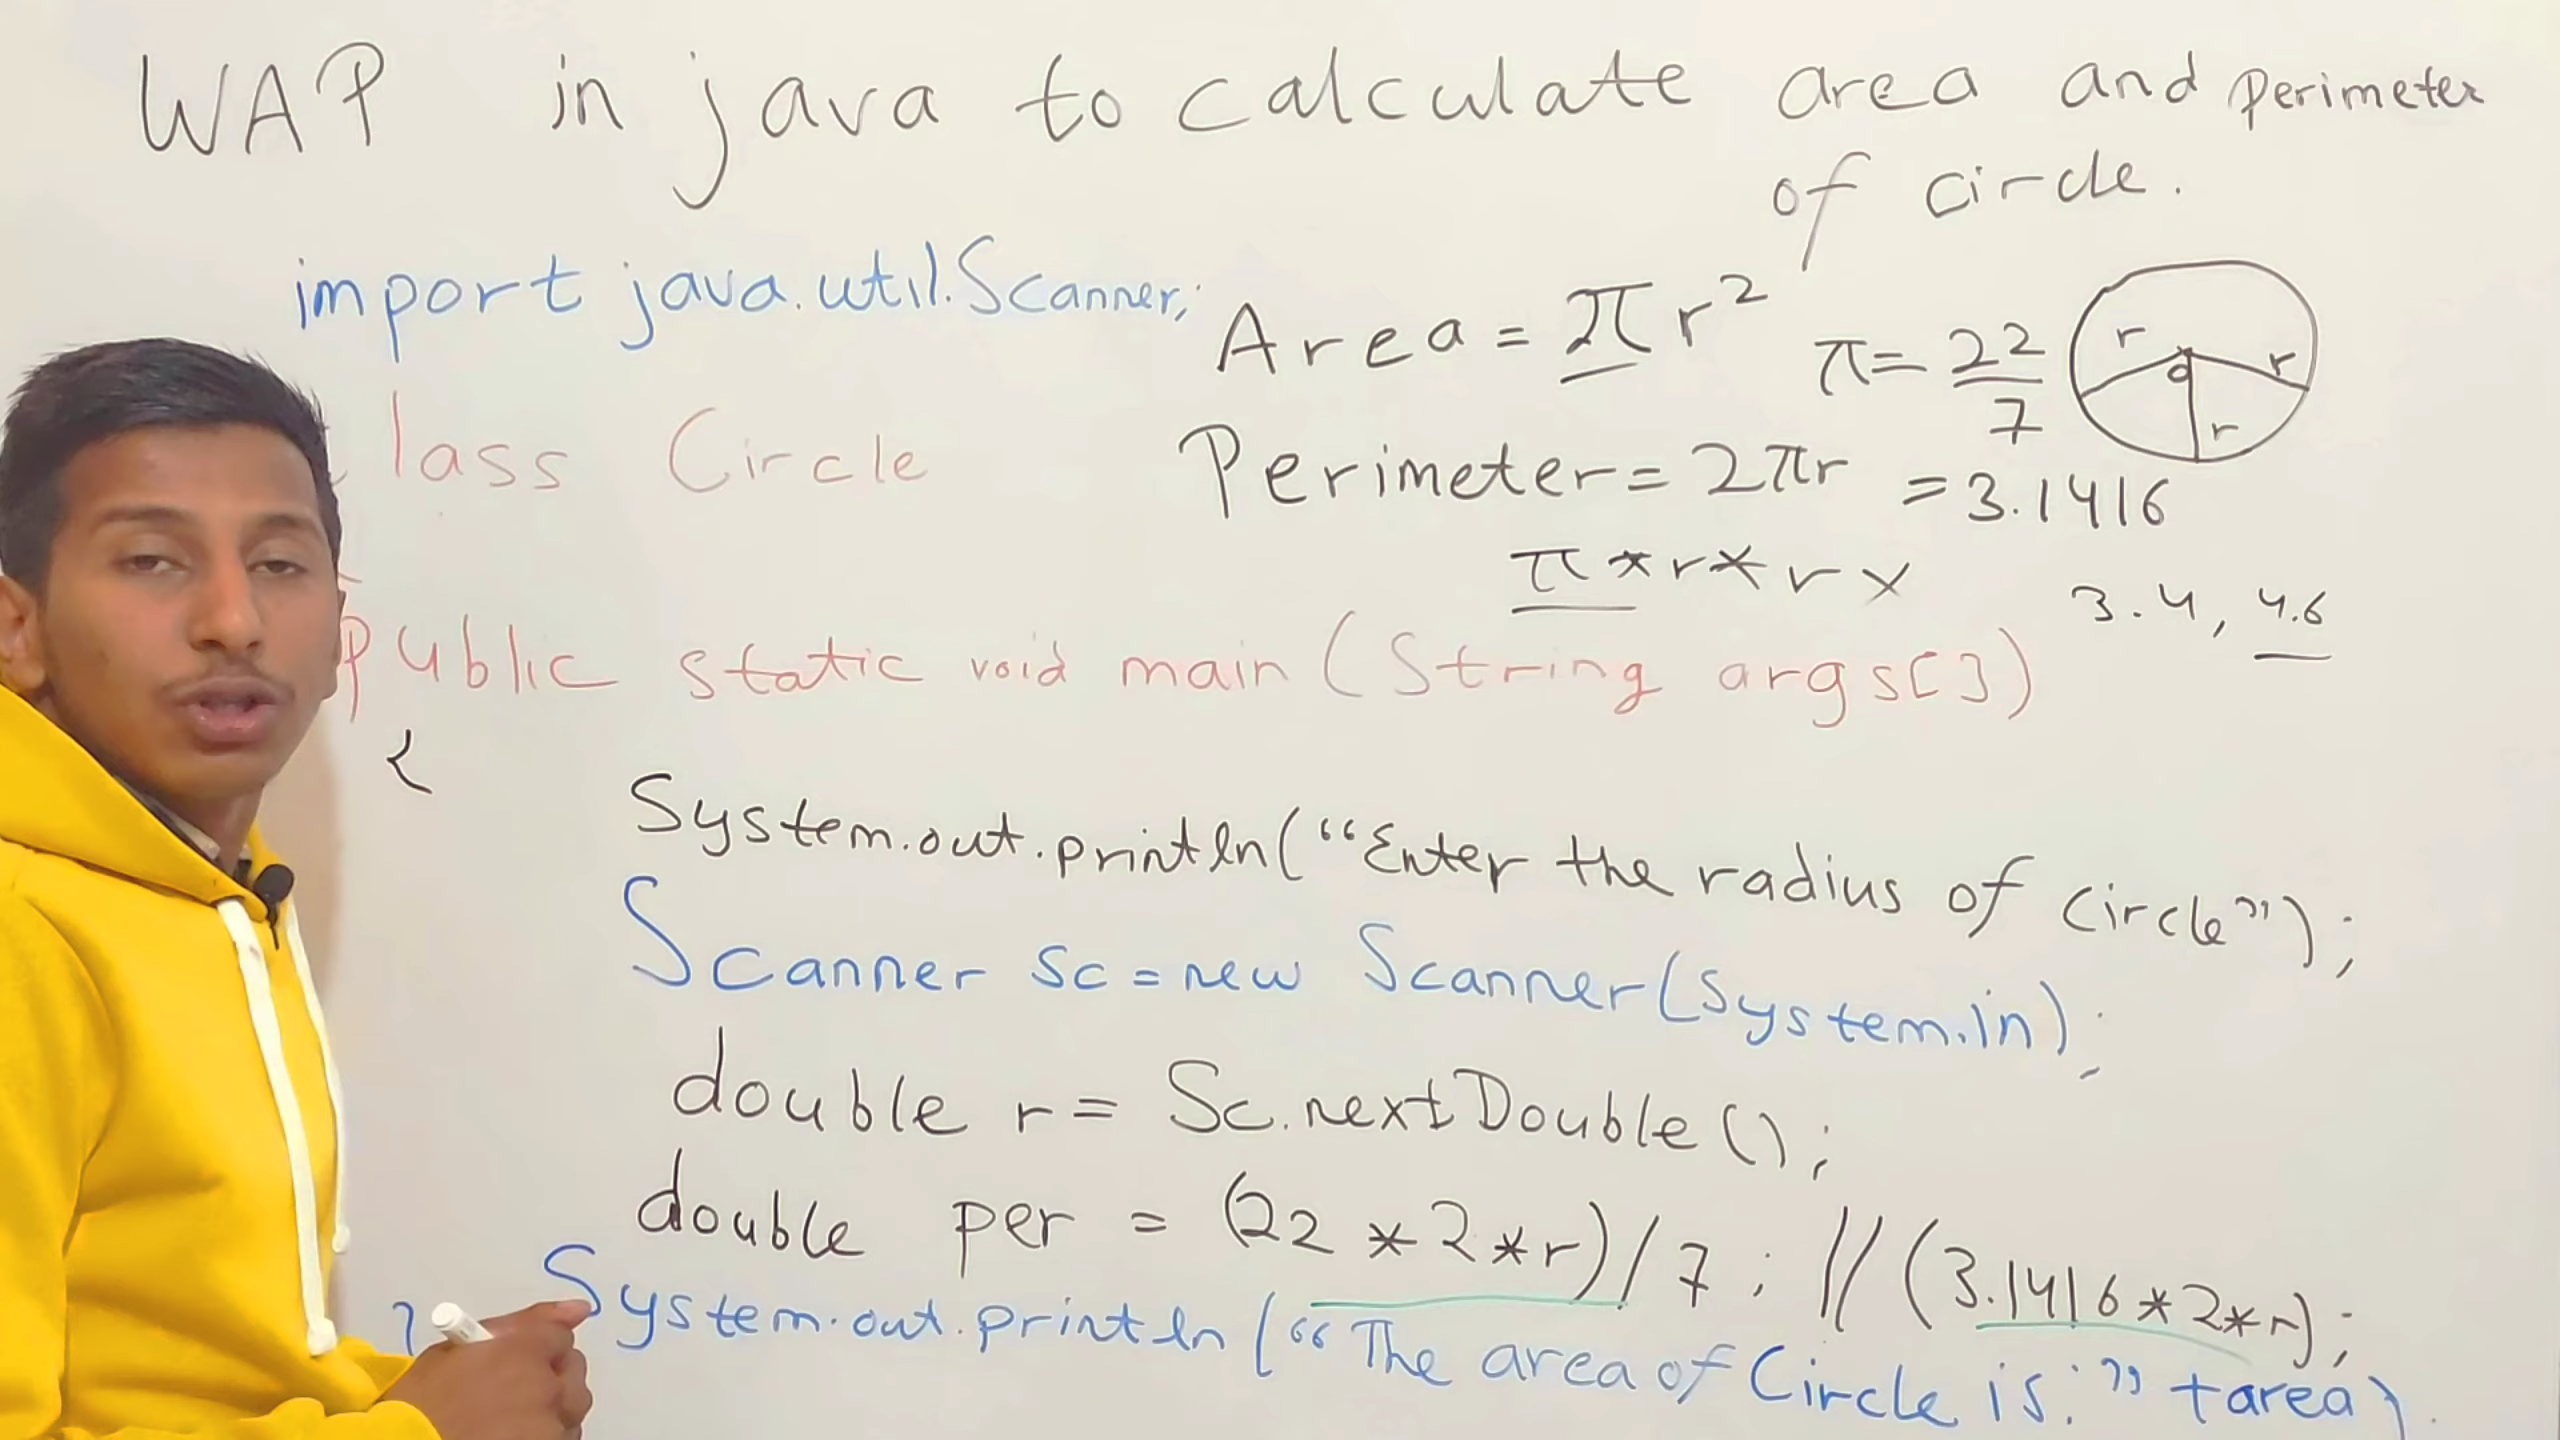 WAP in java to calculate area and perimeter
of circle.
import java.util.Scanner;
Area = πr²
π = 22/7
r r r
lass Circle
Perimeter = 2πr
= 3.1416
π * r * r ×
3.4, 4.6
public static void main (String args[])
{
System.out.println(“Enter the radius of circle”);
Scanner sc = new Scanner(System.in);
double r = Sc.nextDouble();
double per = (22 * 2 * r)/7; // (3.1416 * 2 * r);
System.out.println (“The area of Circle is:” + area)